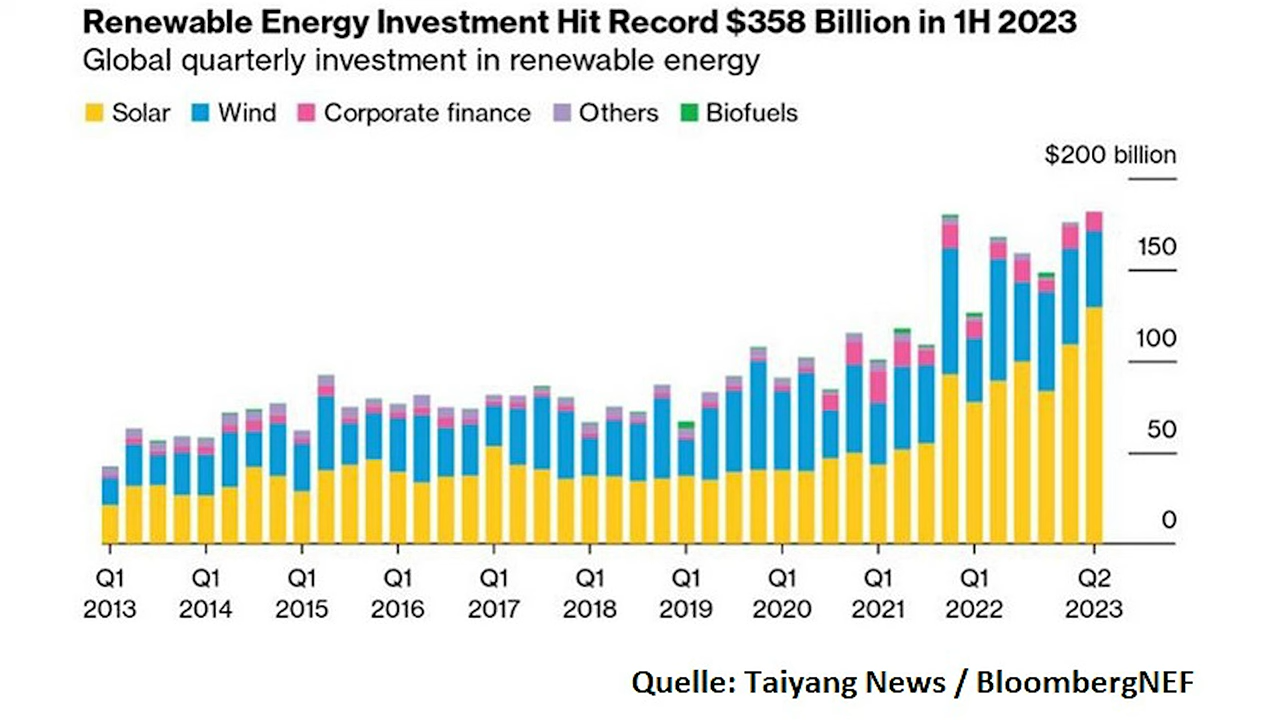 Renewable Energy Investment Hit Record $358 Billion in 1H 2023
Global quarterly investment in renewable energy
Solar Wind Corporate finance Others Biofuels
$200 billion
150
100
50
0
Q1 Q1 Q1 Q1 Q1 Q1 Q1 Q1 Q1 Q1 Q2
2013 2014 2015 2016 2017 2018 2019 2020 2021 2022 2023
Quelle: Taiyang News / BloombergNEF